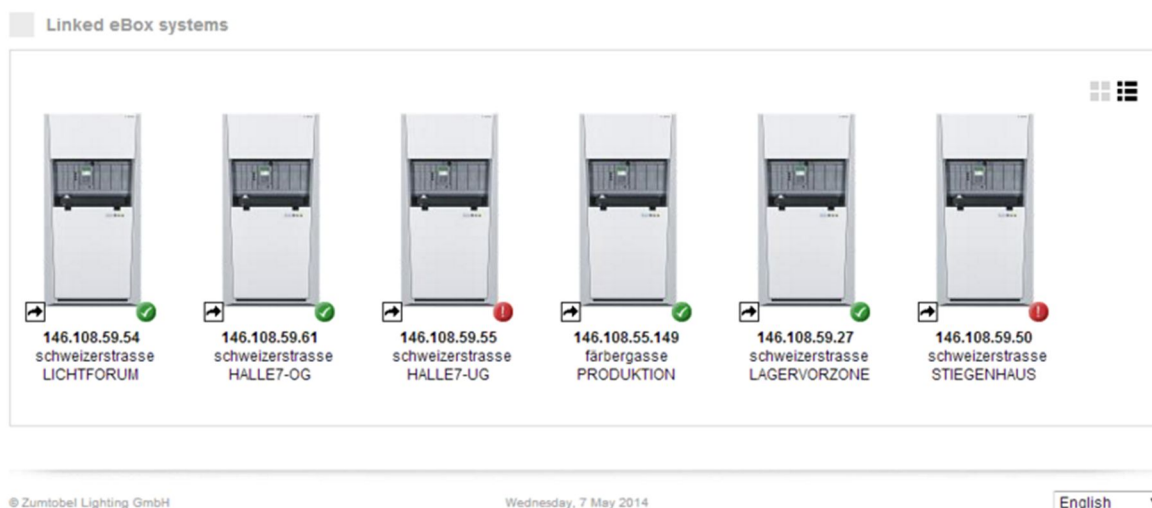 Linked eBox systems
146.108.59.54
schweizerstrasse
LICHTFORUM
146.108.59.61
schweizerstrasse
HALLE7-OG
146.108.59.55
schweizerstrasse
HALLE7-UG
146.108.55.149
färbergasse
PRODUKTION
146.108.59.27
schweizerstrasse
LAGERVORZONE
146.108.59.50
schweizerstrasse
STIEGENHAUS
© Zumtobel Lighting GmbH
Wednesday, 7 May 2014
English